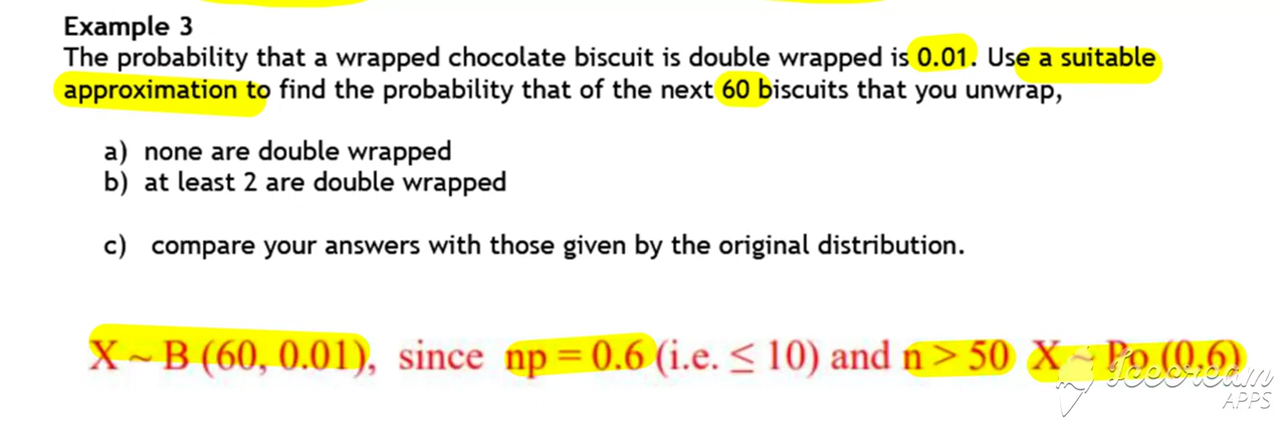 Example 3
The probability that a wrapped chocolate biscuit is double wrapped is 0.01. Use a suitable
approximation to find the probability that of the next 60 biscuits that you unwrap,
a) none are double wrapped
b) at least 2 are double wrapped
c) compare your answers with those given by the original distribution.
X ~ B (60, 0.01), since np = 0.6 (i.e. ≤ 10) and n > 50 X ~ Po (0.6)
Icecream
APPS